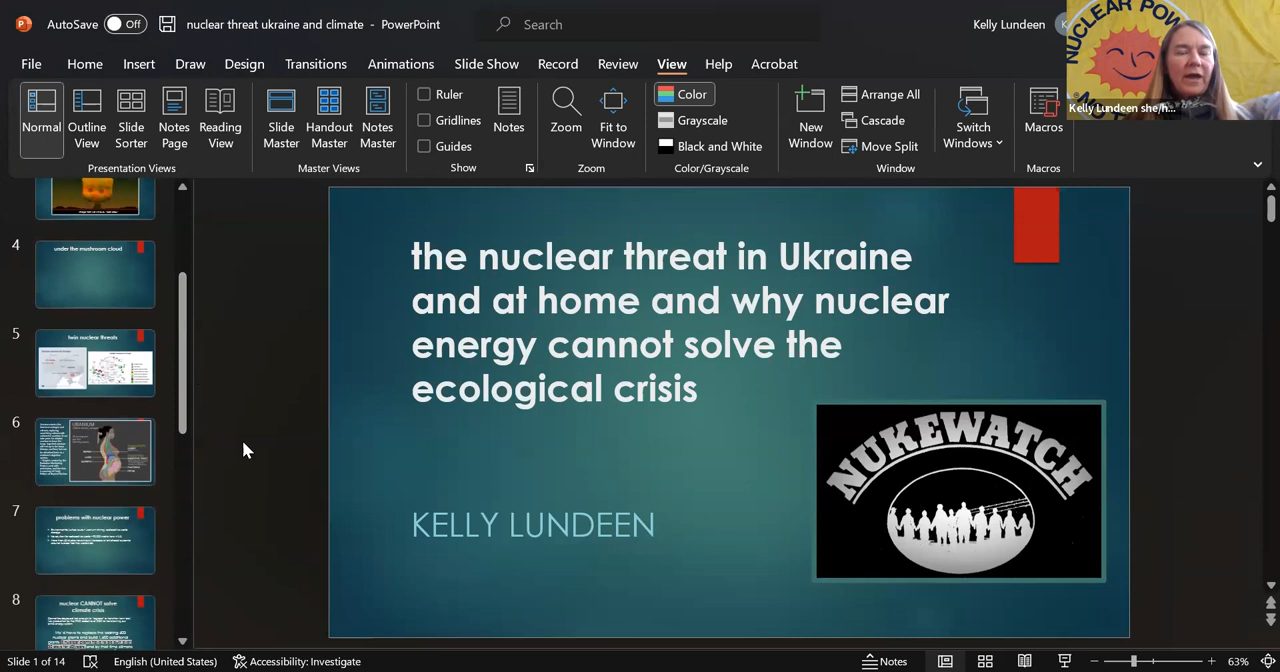 AutoSave Off nuclear threat ukraine and climate - PowerPoint Search Kelly Lundeen
NUCLEAR POW
Kelly Lundeen she/h...
File Home Insert Draw Design Transitions Animations Slide Show Record Review View Help Acrobat
Normal Outline View Slide Sorter Notes Page Reading View
Presentation Views
Slide Master Handout Master Notes Master
Master Views
Ruler
Gridlines
Guides
Notes
Show
Zoom Fit to Window
Zoom
Color
Grayscale
Black and White
Color/Grayscale
New Window
Arrange All
Cascade
Move Split
Switch Windows
Window
Macros
Macros
4
under the mushroom cloud
5
twin nuclear threats
6
URANIUM
7
problems with nuclear power
8
nuclear CANNOT solve
climate crisis
the nuclear threat in Ukraine
and at home and why nuclear
energy cannot solve the
ecological crisis
NUKEWATCH
KELLY LUNDEEN
Slide 1 of 14 English (United States) Accessibility: Investigate Notes 63%